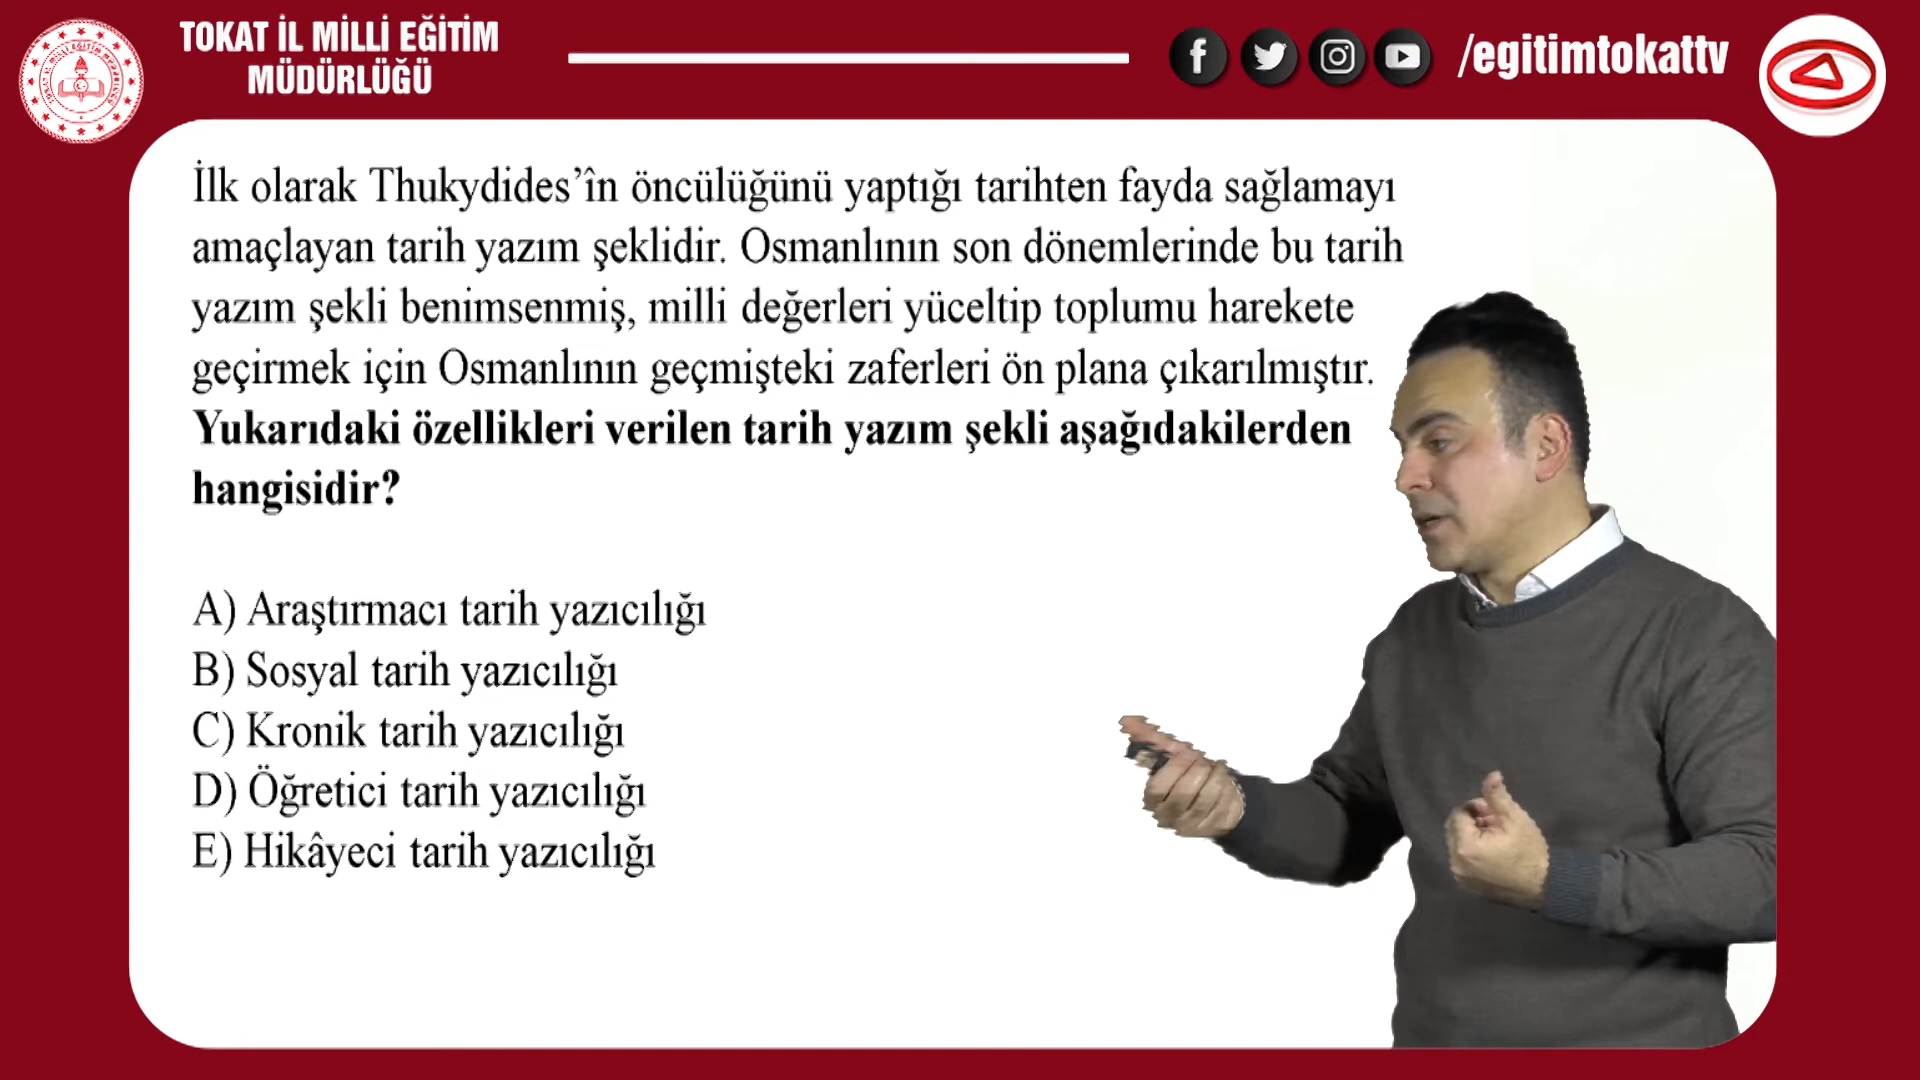 TOKAT İL MİLLİ EĞİTİM
MÜDÜRLÜĞÜ
/egitimtokattv
İlk olarak Thukydides’în öncülüğünü yaptığı tarihten fayda sağlamayı
amaçlayan tarih yazım şeklidir. Osmanlının son dönemlerinde bu tarih
yazım şekli benimsenmiş, milli değerleri yüceltip toplumu harekete
geçirmek için Osmanlının geçmişteki zaferleri ön plana çıkarılmıştır.
Yukarıdaki özellikleri verilen tarih yazım şekli aşağıdakilerden
hangisidir?
A) Araştırmacı tarih yazıcılığı
B) Sosyal tarih yazıcılığı
C) Kronik tarih yazıcılığı
D) Öğretici tarih yazıcılığı
E) Hikâyeci tarih yazıcılığı